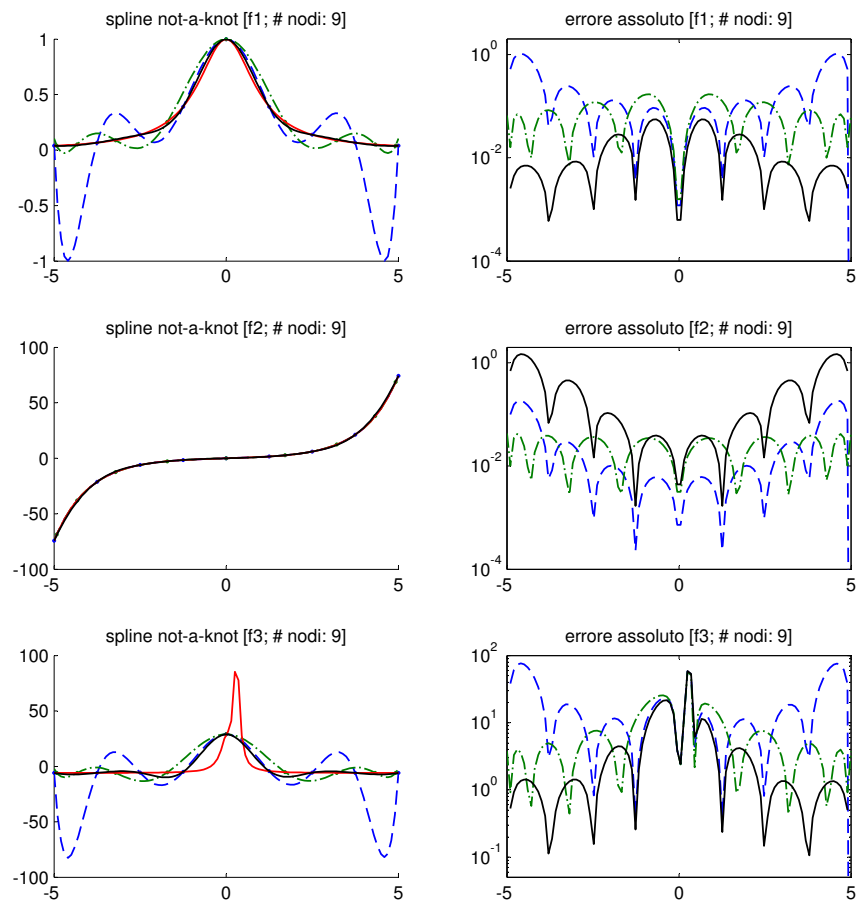 spline not-a-knot [f1; # nodi: 9]
1
0.5
0
-0.5
-1
-5 0 5
errore assoluto [f1; # nodi: 9]
10^0
10^-2
10^-4
-5 0 5
spline not-a-knot [f2; # nodi: 9]
100
50
0
-50
-100
-5 0 5
errore assoluto [f2; # nodi: 9]
10^0
10^-2
10^-4
-5 0 5
spline not-a-knot [f3; # nodi: 9]
100
50
0
-50
-100
-5 0 5
errore assoluto [f3; # nodi: 9]
10^2
10^1
10^0
10^-1
-5 0 5